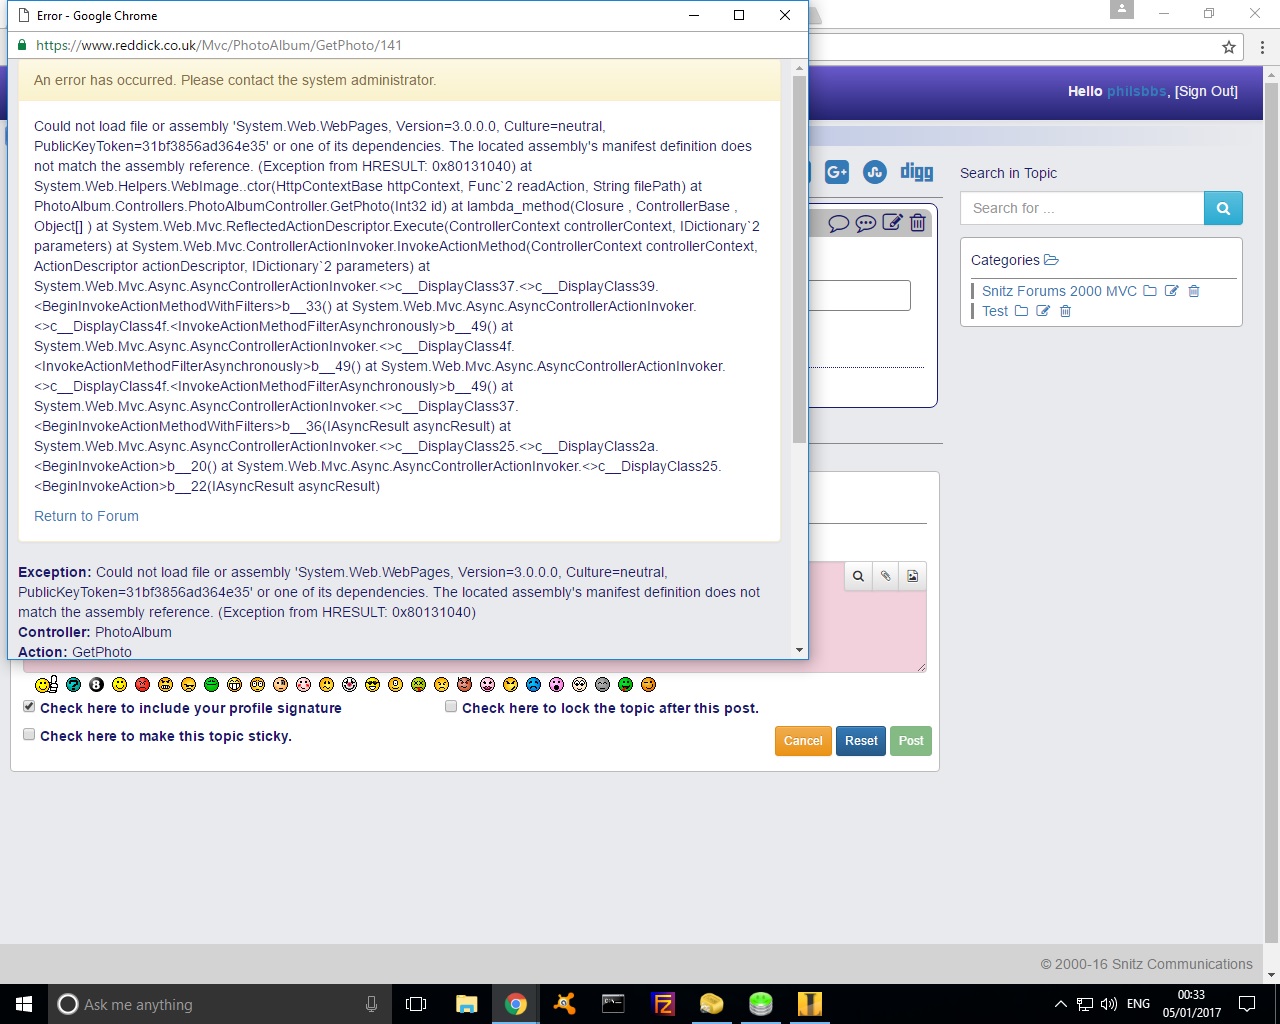 Error - Google Chrome
https://www.reddick.co.uk/Mvc/PhotoAlbum/GetPhoto/141
An error has occurred. Please contact the system administrator.
Could not load file or assembly 'System.Web.WebPages, Version=3.0.0.0, Culture=neutral,
PublicKeyToken=31bf3856ad364e35' or one of its dependencies. The located assembly's manifest definition does
not match the assembly reference. (Exception from HRESULT: 0x80131040) at
System.Web.Helpers.WebImage..ctor(HttpContextBase httpContext, Func`2 readAction, String filePath) at
PhotoAlbum.Controllers.PhotoAlbumController.GetPhoto(Int32 id) at lambda_method(Closure , ControllerBase ,
Object[] ) at System.Web.Mvc.ReflectedActionDescriptor.Execute(ControllerContext controllerContext, IDictionary`2
parameters) at System.Web.Mvc.ControllerActionInvoker.InvokeActionMethod(ControllerContext controllerContext,
ActionDescriptor actionDescriptor, IDictionary`2 parameters) at
System.Web.Mvc.Async.AsyncControllerActionInvoker.<>c__DisplayClass37.<>c__DisplayClass39.
<BeginInvokeActionMethodWithFilters>b__33() at System.Web.Mvc.Async.AsyncControllerActionInvoker.
<>c__DisplayClass4f.<InvokeActionMethodFilterAsynchronously>b__49() at
System.Web.Mvc.Async.AsyncControllerActionInvoker.<>c__DisplayClass4f.
<InvokeActionMethodFilterAsynchronously>b__49() at System.Web.Mvc.Async.AsyncControllerActionInvoker.
<>c__DisplayClass4f.<InvokeActionMethodFilterAsynchronously>b__49() at
System.Web.Mvc.Async.AsyncControllerActionInvoker.<>c__DisplayClass37.
<BeginInvokeActionMethodWithFilters>b__36(IAsyncResult asyncResult) at
System.Web.Mvc.Async.AsyncControllerActionInvoker.<>c__DisplayClass25.<>c__DisplayClass2a.
<BeginInvokeAction>b__20() at System.Web.Mvc.Async.AsyncControllerActionInvoker.<>c__DisplayClass25.
<BeginInvokeAction>b__22(IAsyncResult asyncResult)
Return to Forum
Exception: Could not load file or assembly 'System.Web.WebPages, Version=3.0.0.0, Culture=neutral,
PublicKeyToken=31bf3856ad364e35' or one of its dependencies. The located assembly's manifest definition does not
match the assembly reference. (Exception from HRESULT: 0x80131040)
Controller: PhotoAlbum
Action: GetPhoto
Hello philsbbs, [Sign Out]
G+
digg
Search in Topic
Search for ...
Categories
Snitz Forums 2000 MVC
Test
8
Check here to include your profile signature
Check here to lock the topic after this post.
Check here to make this topic sticky.
Cancel
Reset
Post
© 2000-16 Snitz Communications
Ask me anything
ENG
00:33
05/01/2017